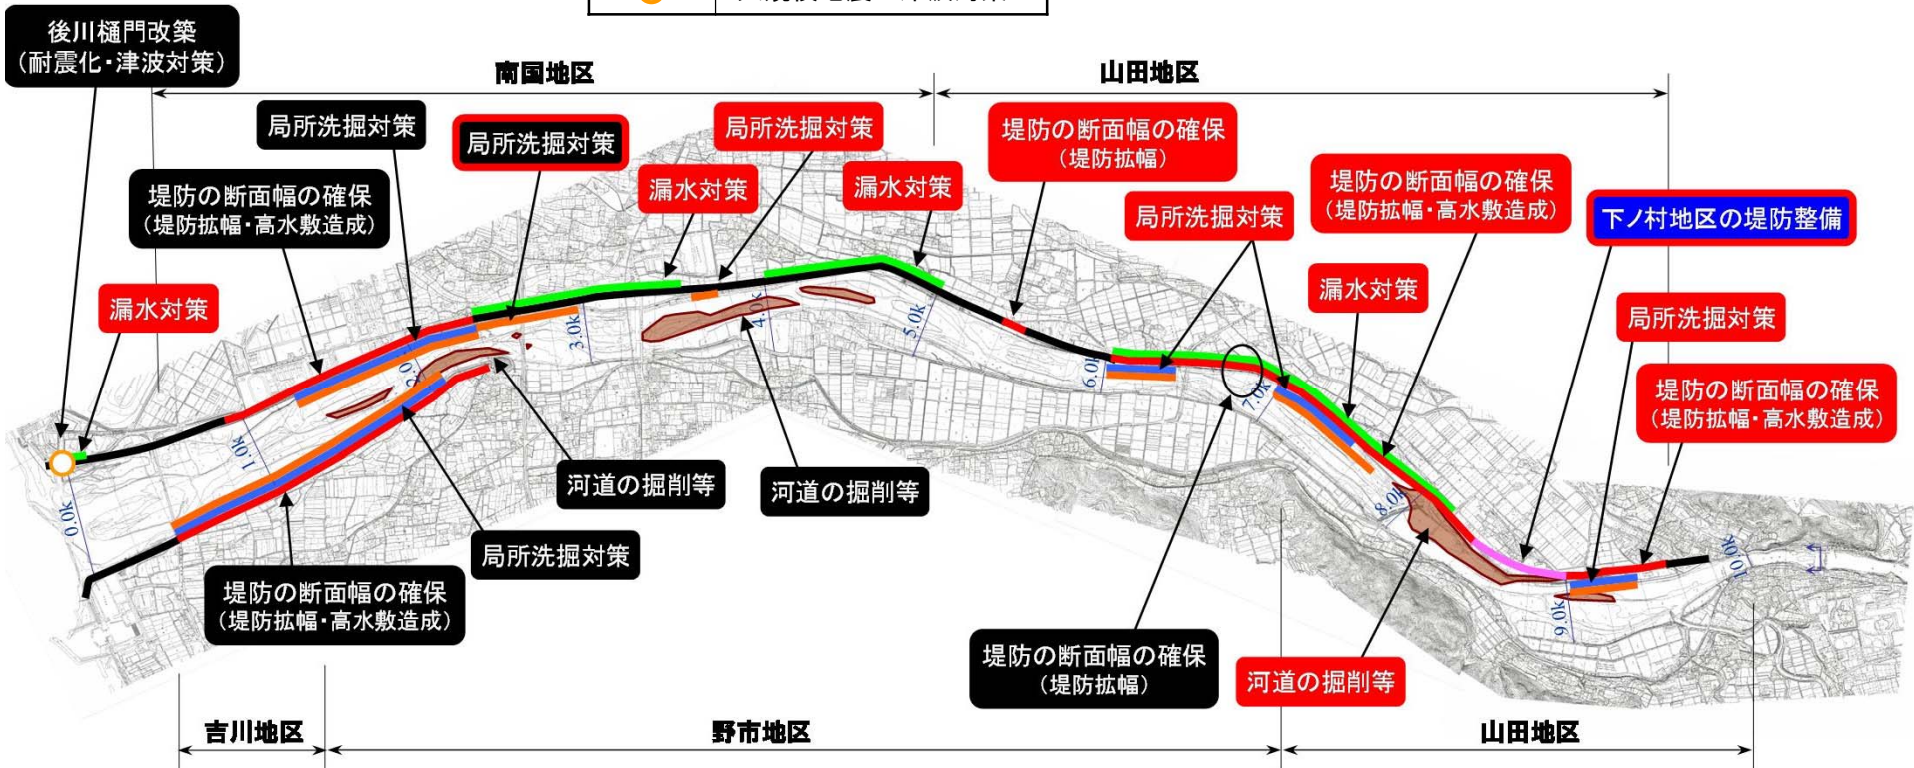 後川樋門改築
（耐震化・津波対策）
南国地区
山田地区
局所洗掘対策
局所洗掘対策
局所洗掘対策
堤防の断面幅の確保
（堤防拡幅）
堤防の断面幅の確保
（堤防拡幅・高水敷造成）
漏水対策
漏水対策
堤防の断面幅の確保
（堤防拡幅・高水敷造成）
局所洗掘対策
下ノ村地区の堤防整備
漏水対策
漏水対策
局所洗掘対策
堤防の断面幅の確保
（堤防拡幅・高水敷造成）
0.0k
1.0k
3.0k
4.0k
5.0k
6.0k
7.0k
8.0k
9.0k
10.0k
河道の掘削等
河道の掘削等
局所洗掘対策
堤防の断面幅の確保
（堤防拡幅・高水敷造成）
堤防の断面幅の確保
（堤防拡幅）
河道の掘削等
吉川地区
野市地区
山田地区